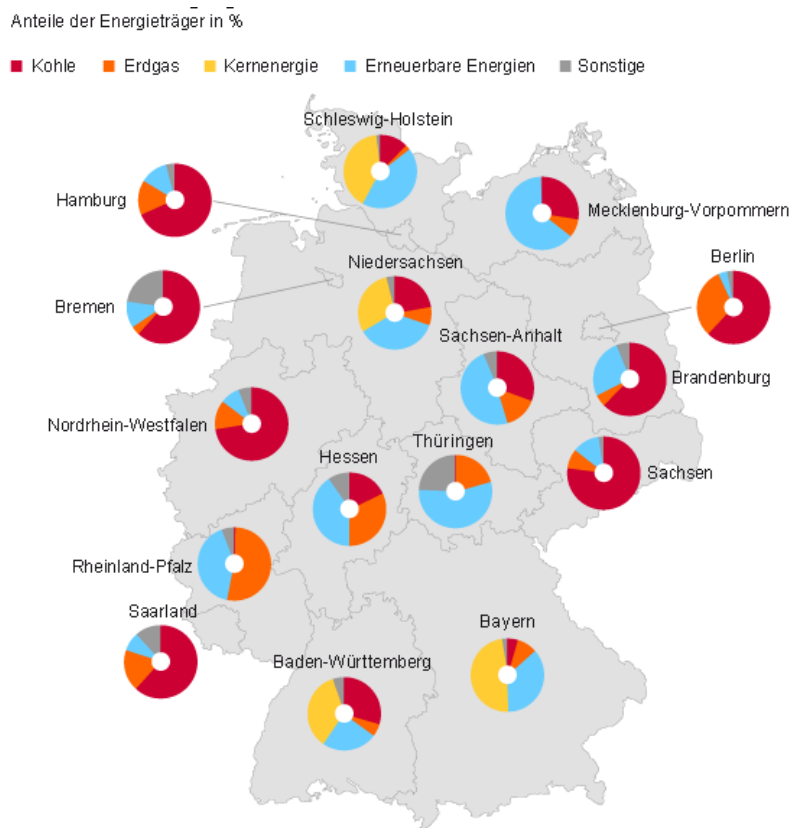 Anteile der Energieträger in %
Kohle Erdgas Kernenergie Erneuerbare Energien Sonstige
Schleswig-Holstein
Hamburg
Mecklenburg-Vorpommern
Berlin
Niedersachsen
Bremen
Sachsen-Anhalt
Brandenburg
Nordrhein-Westfalen
Thüringen
Hessen
Sachsen
Rheinland-Pfalz
Saarland
Bayern
Baden-Württemberg